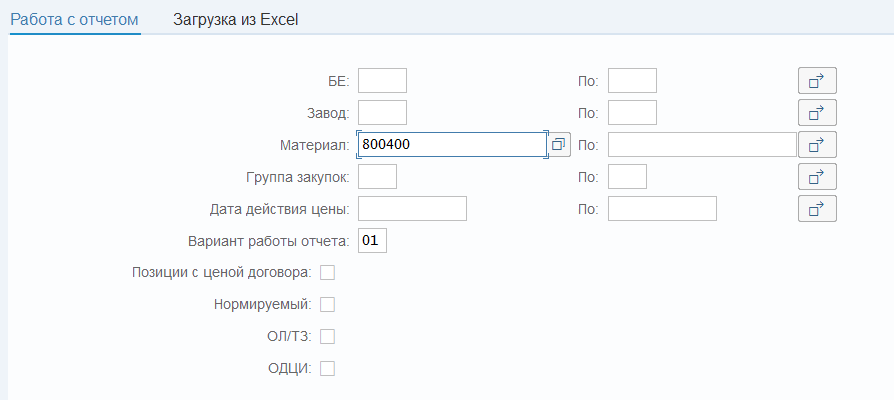 Работа с отчетом Загрузка из Excel
БЕ: По:
Завод: По:
Материал: 800400 По:
Группа закупок: По:
Дата действия цены: По:
Вариант работы отчета: 01
Позиции с ценой договора:
Нормируемый:
ОЛ/ТЗ:
ОДЦИ: